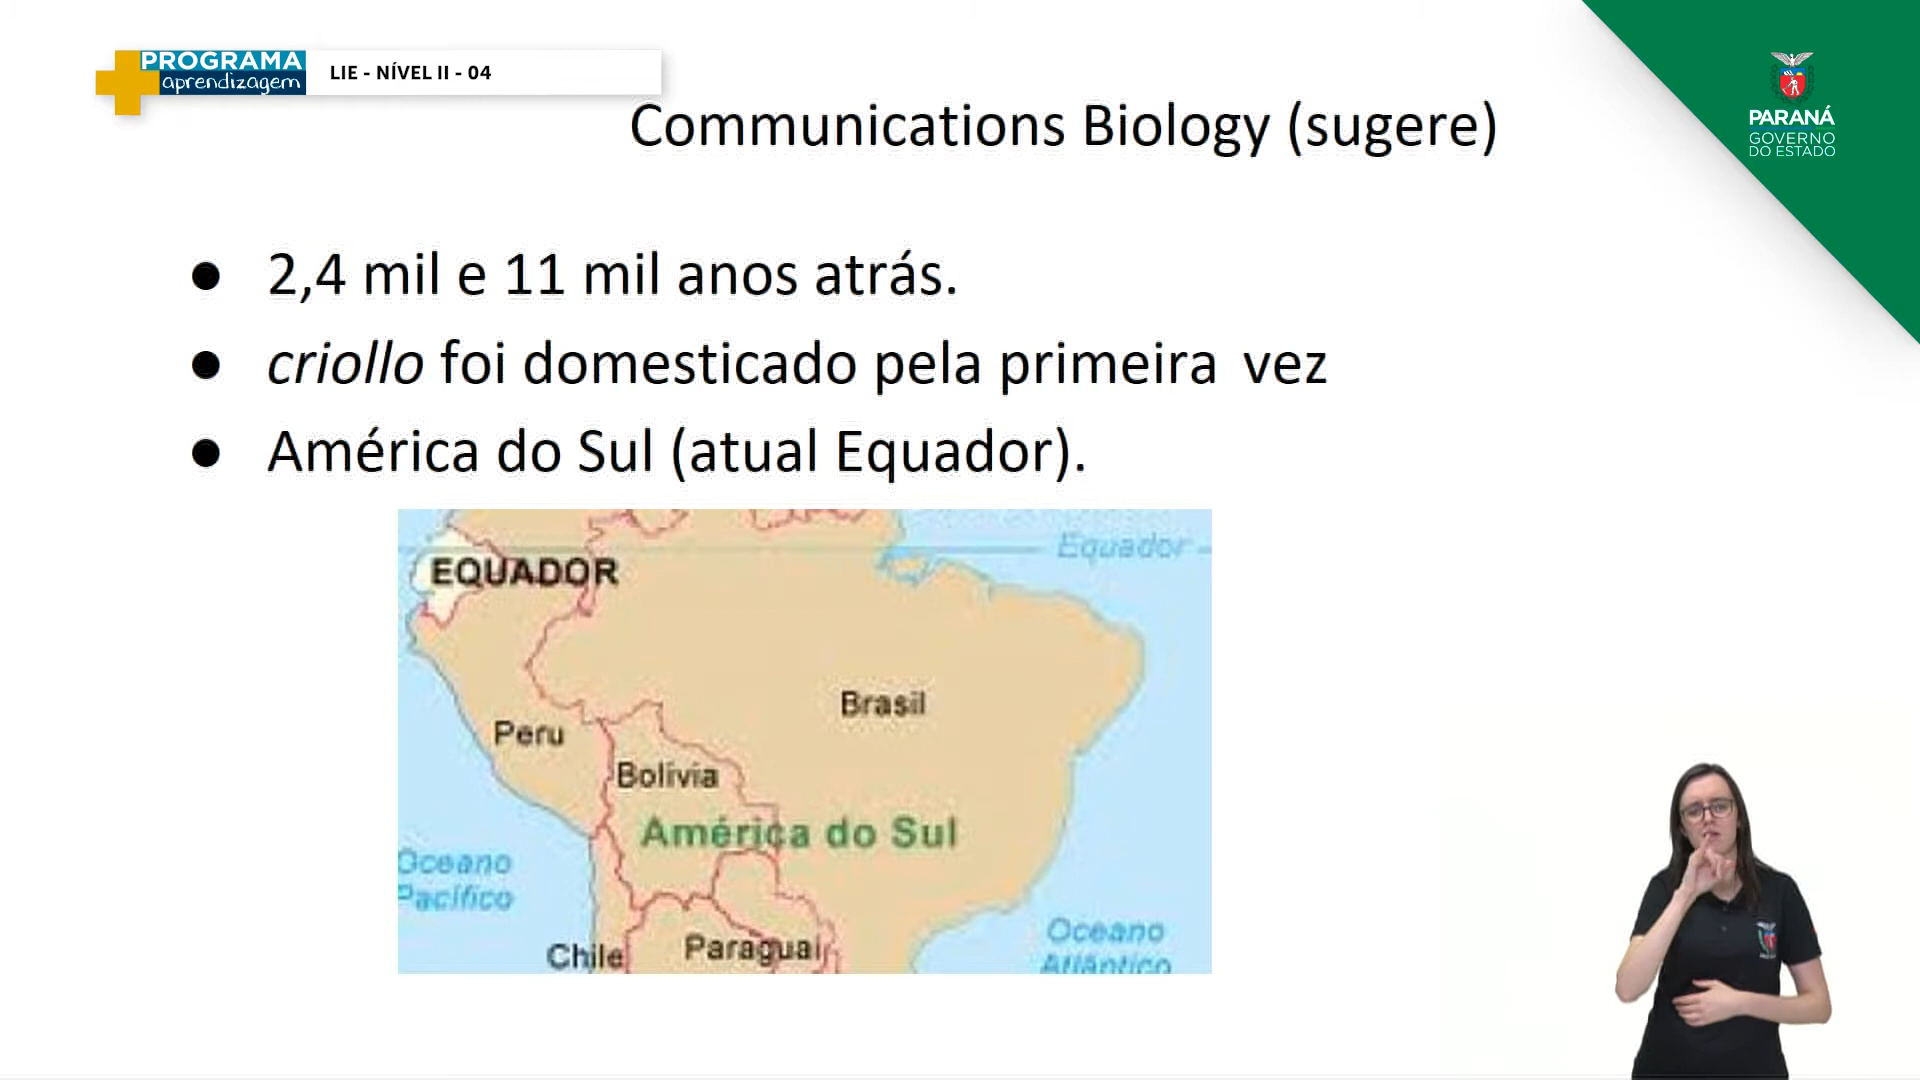 PROGRAMA
aprendizagem
LIE - NÍVEL II - 04
PARANÁ
GOVERNO
DO ESTADO
Communications Biology (sugere)
● 2,4 mil e 11 mil anos atrás.
● criollo foi domesticado pela primeira vez
● América do Sul (atual Equador).
Equador
EQUADOR
Brasil
Peru
Bolívia
América do Sul
Oceano
Pacífico
Oceano
Atlântico
Chile
Paraguai